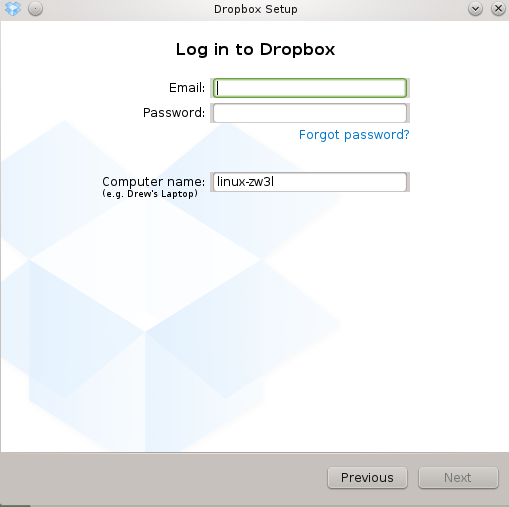 Dropbox Setup
Log in to Dropbox
Email:
Password:
Forgot password?
Computer name: linux-zw3l
(e.g. Drew's Laptop)
Previous Next